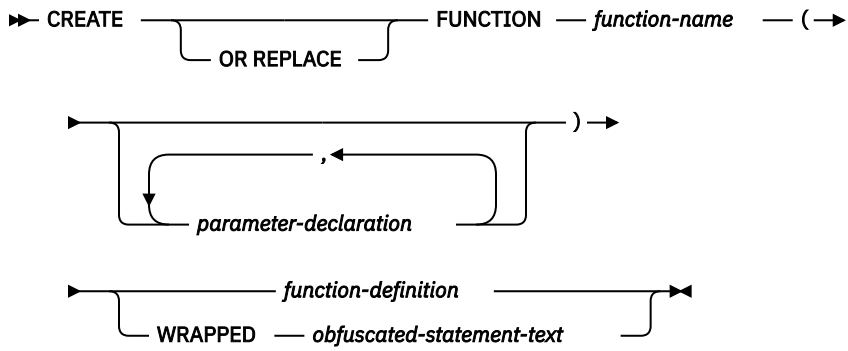 CREATE FUNCTION function-name (
OR REPLACE
)
,
parameter-declaration
function-definition
WRAPPED obfuscated-statement-text